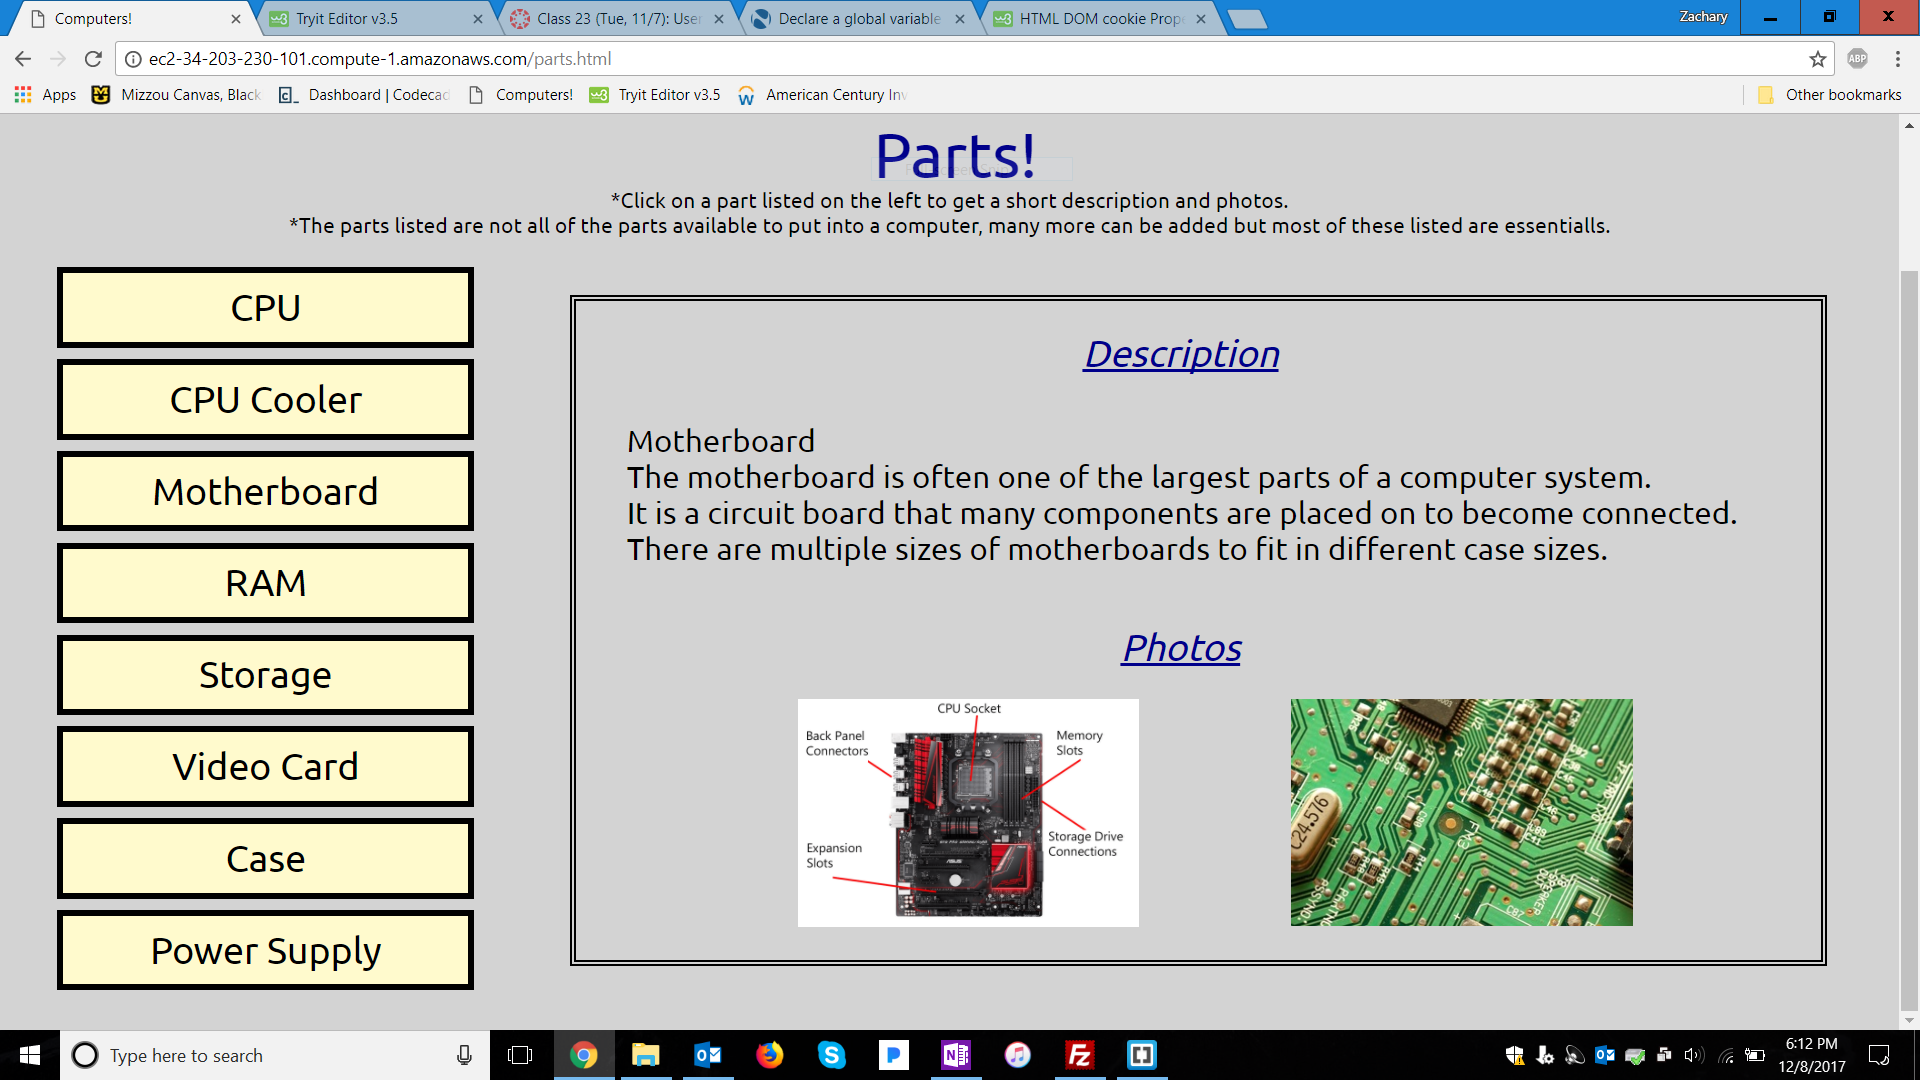 Computers!
Tryit Editor v3.5
Class 23 (Tue, 11/7): User
Declare a global variable
HTML DOM cookie Prope
Zachary
ec2-34-203-230-101.compute-1.amazonaws.com/parts.html
ABP
Apps
Mizzou Canvas, Black
Dashboard | Codecad
Computers!
Tryit Editor v3.5
American Century Inv
Other bookmarks
Parts!
*Click on a part listed on the left to get a short description and photos.
*The parts listed are not all of the parts available to put into a computer, many more can be added but most of these listed are essentialls.
CPU
CPU Cooler
Motherboard
RAM
Storage
Video Card
Case
Power Supply
Description
Motherboard
The motherboard is often one of the largest parts of a computer system.
It is a circuit board that many components are placed on to become connected.
There are multiple sizes of motherboards to fit in different case sizes.
Photos
CPU Socket
Back Panel
Connectors
Memory
Slots
Storage Drive
Connections
Expansion
Slots
C24.576
Type here to search
6:12 PM
12/8/2017